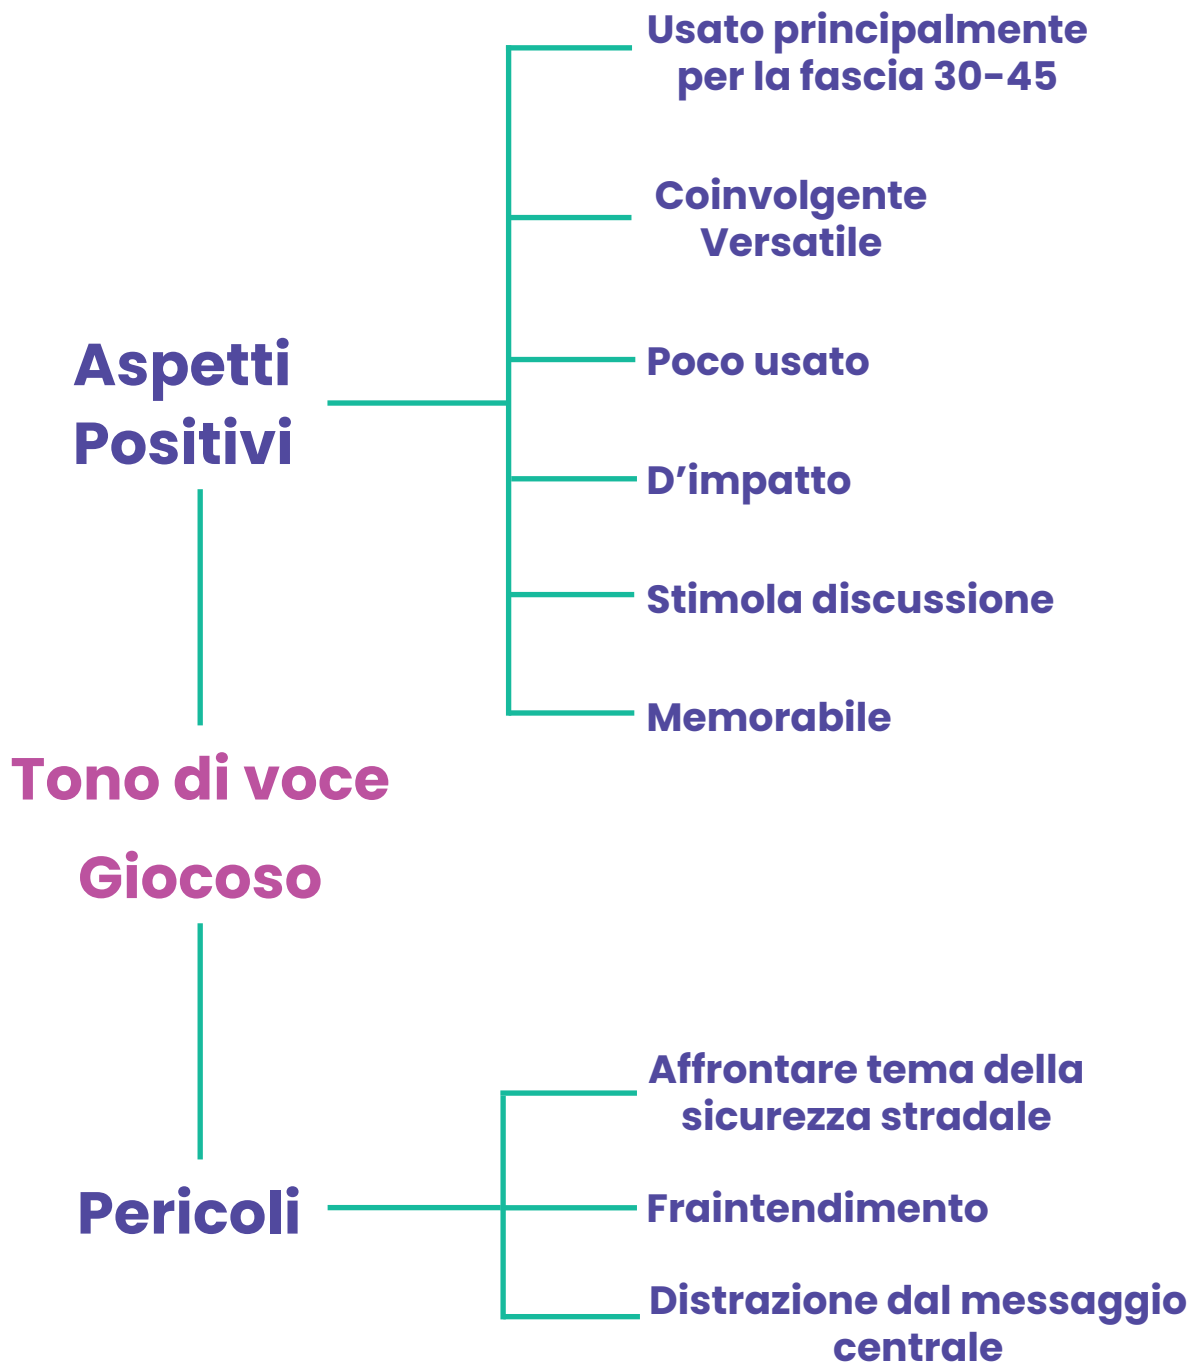 Usato principalmente
per la fascia 30-45
Coinvolgente
Versatile
Aspetti
Positivi
Poco usato
D’impatto
Stimola discussione
Memorabile
Tono di voce
Giocoso
Affrontare tema della
sicurezza stradale
Pericoli
Fraintendimento
Distrazione dal messaggio
centrale